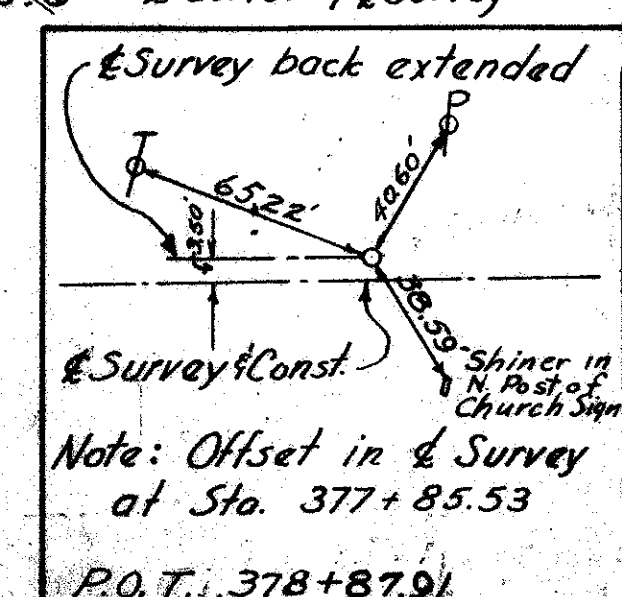 ℄ Survey back extended
T
P
65.22'
40.60'
3.50'
38.59'
℄ Survey & Const.
Shiner in
N. Post of
Church Sign
Note: Offset in ℄ Survey
at Sta. 377+85.53
P.O.T. 378+87.91